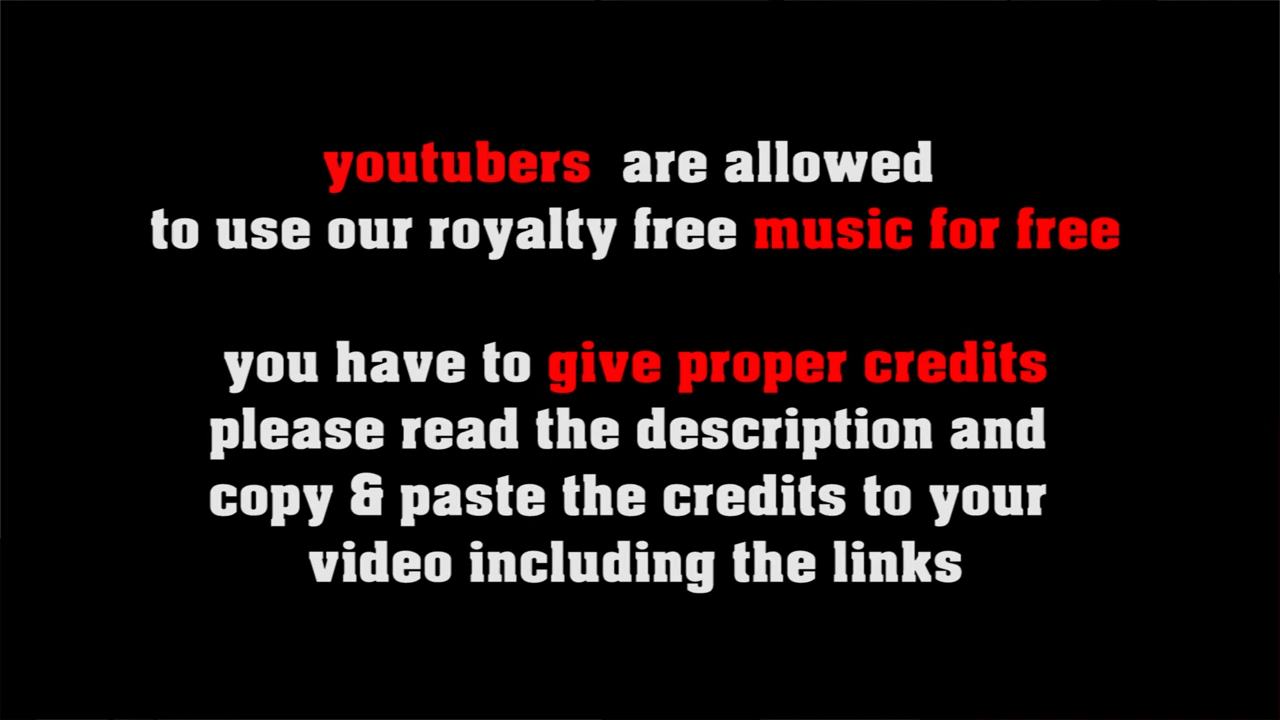 youtubers are allowed
to use our royalty free music for free
you have to give proper credits
please read the description and
copy & paste the credits to your
video including the links